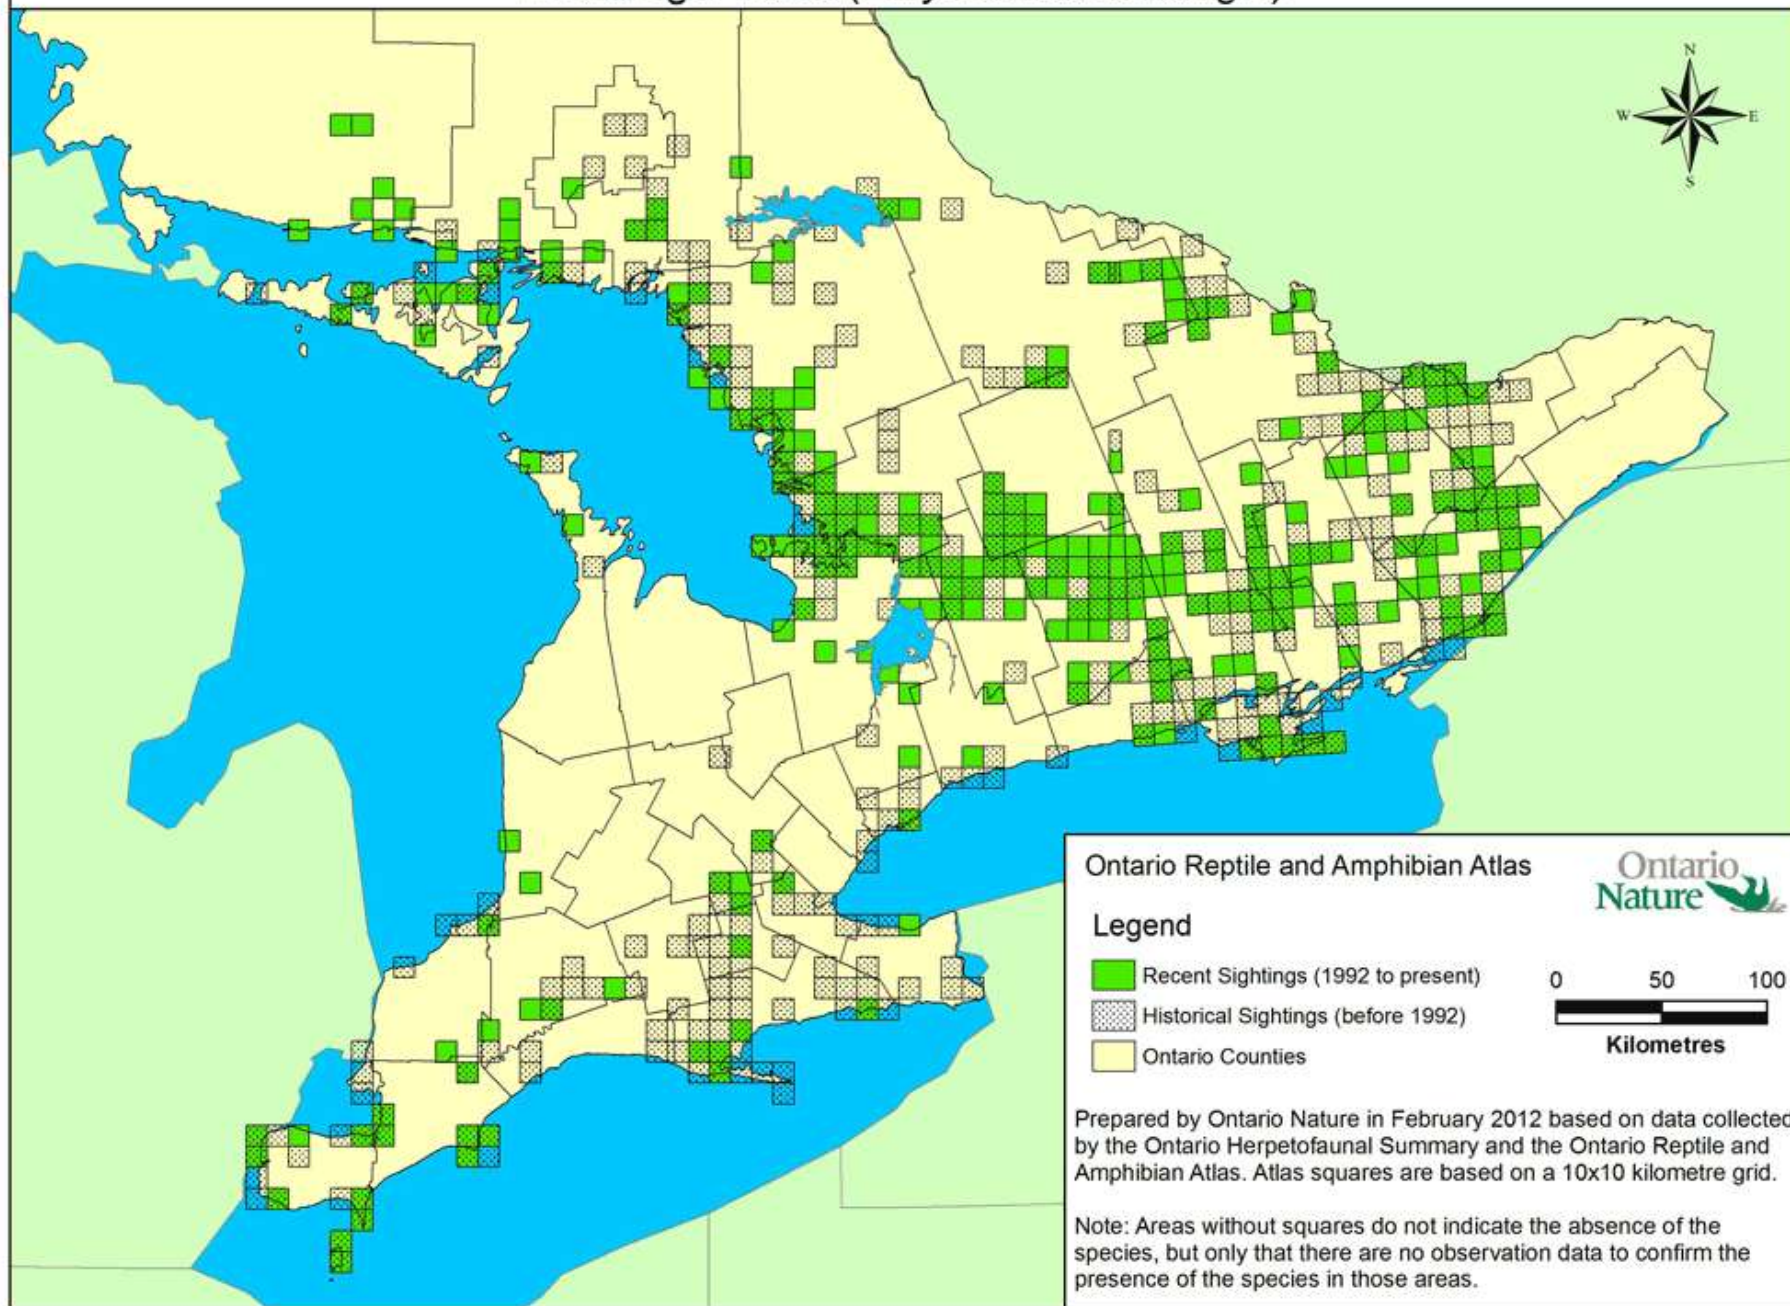 N
W E
S
Ontario Reptile and Amphibian Atlas
Ontario
Nature
Legend
Recent Sightings (1992 to present)
Historical Sightings (before 1992)
Ontario Counties
0 50 100
Kilometres
Prepared by Ontario Nature in February 2012 based on data collected
by the Ontario Herpetofaunal Summary and the Ontario Reptile and
Amphibian Atlas. Atlas squares are based on a 10x10 kilometre grid.
Note: Areas without squares do not indicate the absence of the
species, but only that there are no observation data to confirm the
presence of the species in those areas.